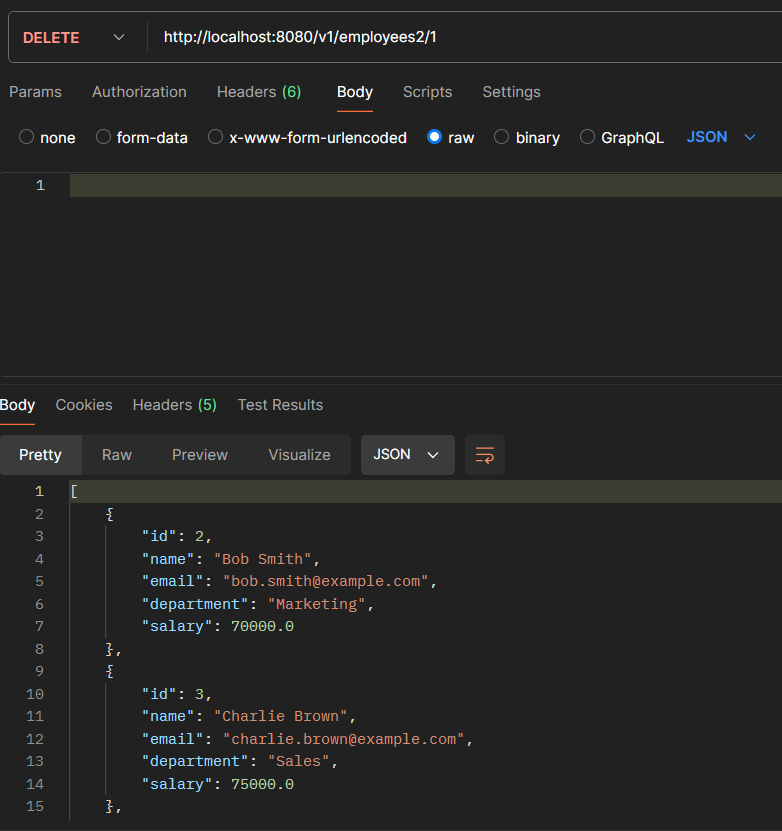 DELETE http://localhost:8080/v1/employees2/1
Params Authorization Headers (6) Body Scripts Settings
none form-data x-www-form-urlencoded raw binary GraphQL JSON
1
Body Cookies Headers (5) Test Results
Pretty Raw Preview Visualize JSON
1 [
2 {
3 "id": 2,
4 "name": "Bob Smith",
5 "email": "bob.smith@example.com",
6 "department": "Marketing",
7 "salary": 70000.0
8 },
9 {
10 "id": 3,
11 "name": "Charlie Brown",
12 "email": "charlie.brown@example.com",
13 "department": "Sales",
14 "salary": 75000.0
15 },